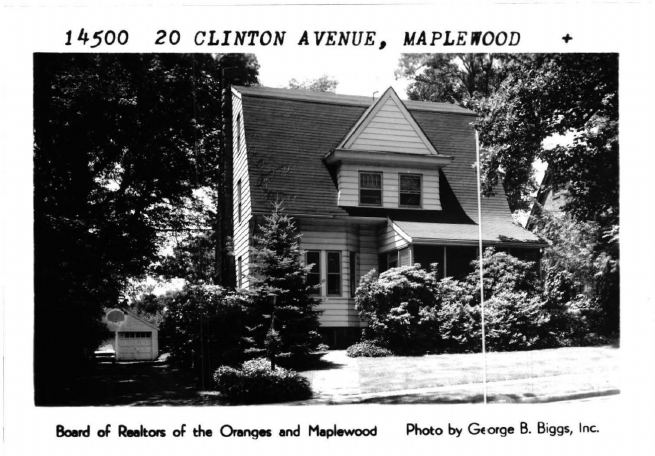 14500 20 CLINTON AVENUE, MAPLEWOOD +
Board of Realtors of the Oranges and Maplewood Photo by George B. Biggs, Inc.